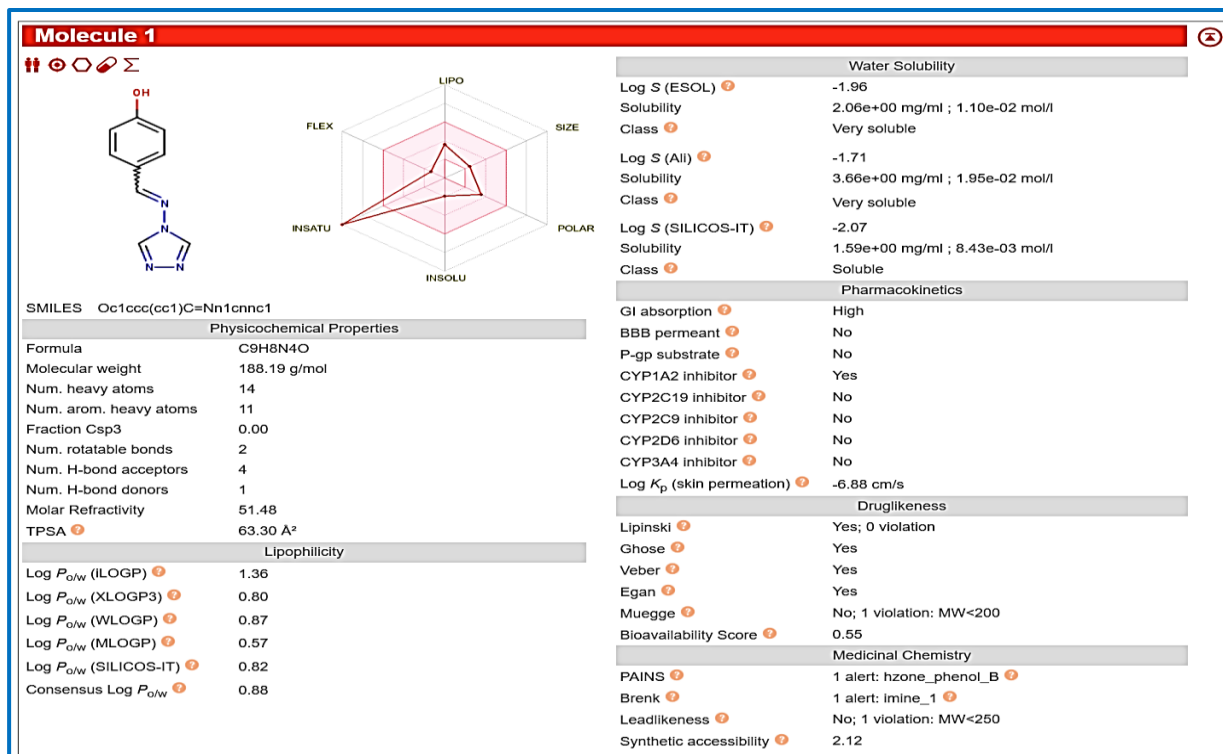 Molecule 1
OH
N
N
N
N
LIPO
FLEX
SIZE
INSATU
POLAR
INSOLU
SMILES Oc1ccc(cc1)C=Nn1cnnc1
Physicochemical Properties
Formula C9H8N4O
Molecular weight 188.19 g/mol
Num. heavy atoms 14
Num. arom. heavy atoms 11
Fraction Csp3 0.00
Num. rotatable bonds 2
Num. H-bond acceptors 4
Num. H-bond donors 1
Molar Refractivity 51.48
TPSA ? 63.30 Å²
Lipophilicity
Log Po/w (iLOGP) ? 1.36
Log Po/w (XLOGP3) ? 0.80
Log Po/w (WLOGP) ? 0.87
Log Po/w (MLOGP) ? 0.57
Log Po/w (SILICOS-IT) ? 0.82
Consensus Log Po/w ? 0.88
Water Solubility
Log S (ESOL) ? -1.96
Solubility 2.06e+00 mg/ml ; 1.10e-02 mol/l
Class ? Very soluble
Log S (Ali) ? -1.71
Solubility 3.66e+00 mg/ml ; 1.95e-02 mol/l
Class ? Very soluble
Log S (SILICOS-IT) ? -2.07
Solubility 1.59e+00 mg/ml ; 8.43e-03 mol/l
Class ? Soluble
Pharmacokinetics
GI absorption ? High
BBB permeant ? No
P-gp substrate ? No
CYP1A2 inhibitor ? Yes
CYP2C19 inhibitor ? No
CYP2C9 inhibitor ? No
CYP2D6 inhibitor ? No
CYP3A4 inhibitor ? No
Log Kp (skin permeation) ? -6.88 cm/s
Druglikeness
Lipinski ? Yes; 0 violation
Ghose ? Yes
Veber ? Yes
Egan ? Yes
Muegge ? No; 1 violation: MW<200
Bioavailability Score ? 0.55
Medicinal Chemistry
PAINS ? 1 alert: hzone_phenol_B ?
Brenk ? 1 alert: imine_1 ?
Leadlikeness ? No; 1 violation: MW<250
Synthetic accessibility ? 2.12